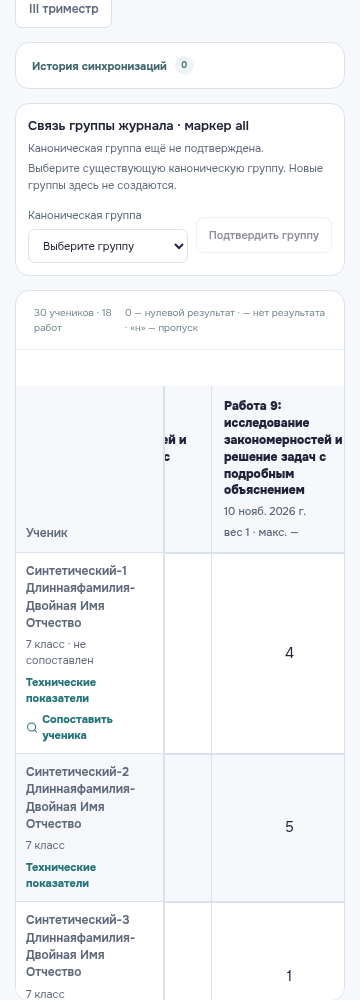 III триместр
История синхронизаций 0
Связь группы журнала · маркер all
Каноническая группа ещё не подтверждена.
Выберите существующую каноническую группу. Новые
группы здесь не создаются.
Каноническая группа
Выберите группу
Подтвердить группу
30 учеников · 18
работ
0 — нулевой результат · — нет результата
· «н» — пропуск
Ученик
ей и
с
Работа 9:
исследование
закономерностей и
решение задач с
подробным
объяснением
10 нояб. 2026 г.
вес 1 · макс. —
Синтетический-1
Длиннаяфамилия-
Двойная Имя
Отчество
7 класс · не
сопоставлен
Технические
показатели
Сопоставить
ученика
4
Синтетический-2
Длиннаяфамилия-
Двойная Имя
Отчество
7 класс
Технические
показатели
5
Синтетический-3
Длиннаяфамилия-
Двойная Имя
Отчество
7 класс
1